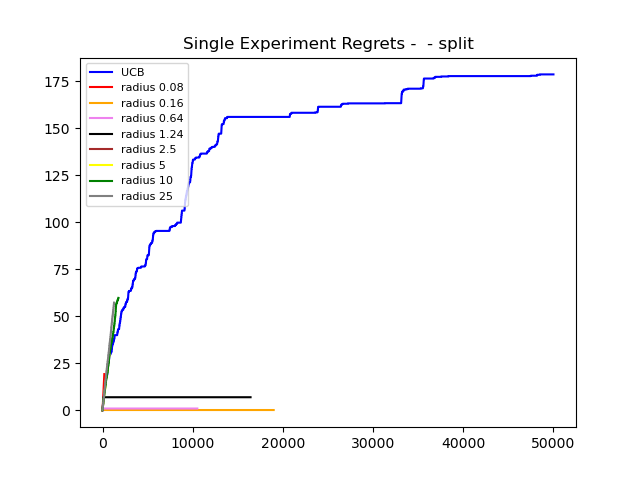 Single Experiment Regrets -  - split
UCB
radius 0.08
radius 0.16
radius 0.64
radius 1.24
radius 2.5
radius 5
radius 10
radius 25
175
150
125
100
75
50
25
0
0
10000
20000
30000
40000
50000